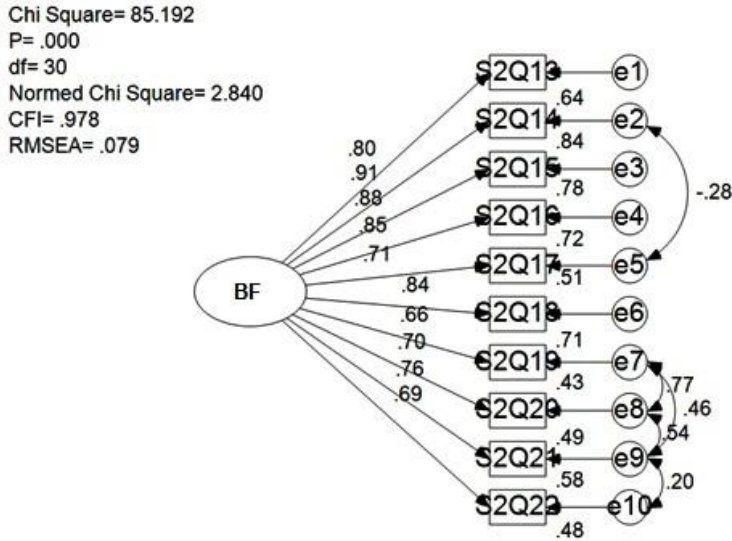 Chi Square= 85.192
P= .000
df= 30
Normed Chi Square= 2.840
CFI= .978
RMSEA= .079
S2Q13 e1
.64
S2Q14 e2
.84
.80
.91
S2Q15 e3
.78
-.28
.88
S2Q16 e4
.85
.72
.71
S2Q17 e5
.51
.84
BF
.66
S2Q18 e6
.71
.70
S2Q19 e7
.76
.43
.77
.69
S2Q20 e8
.46
.49
.54
S2Q21 e9
.58
.20
S2Q22 e10
.48